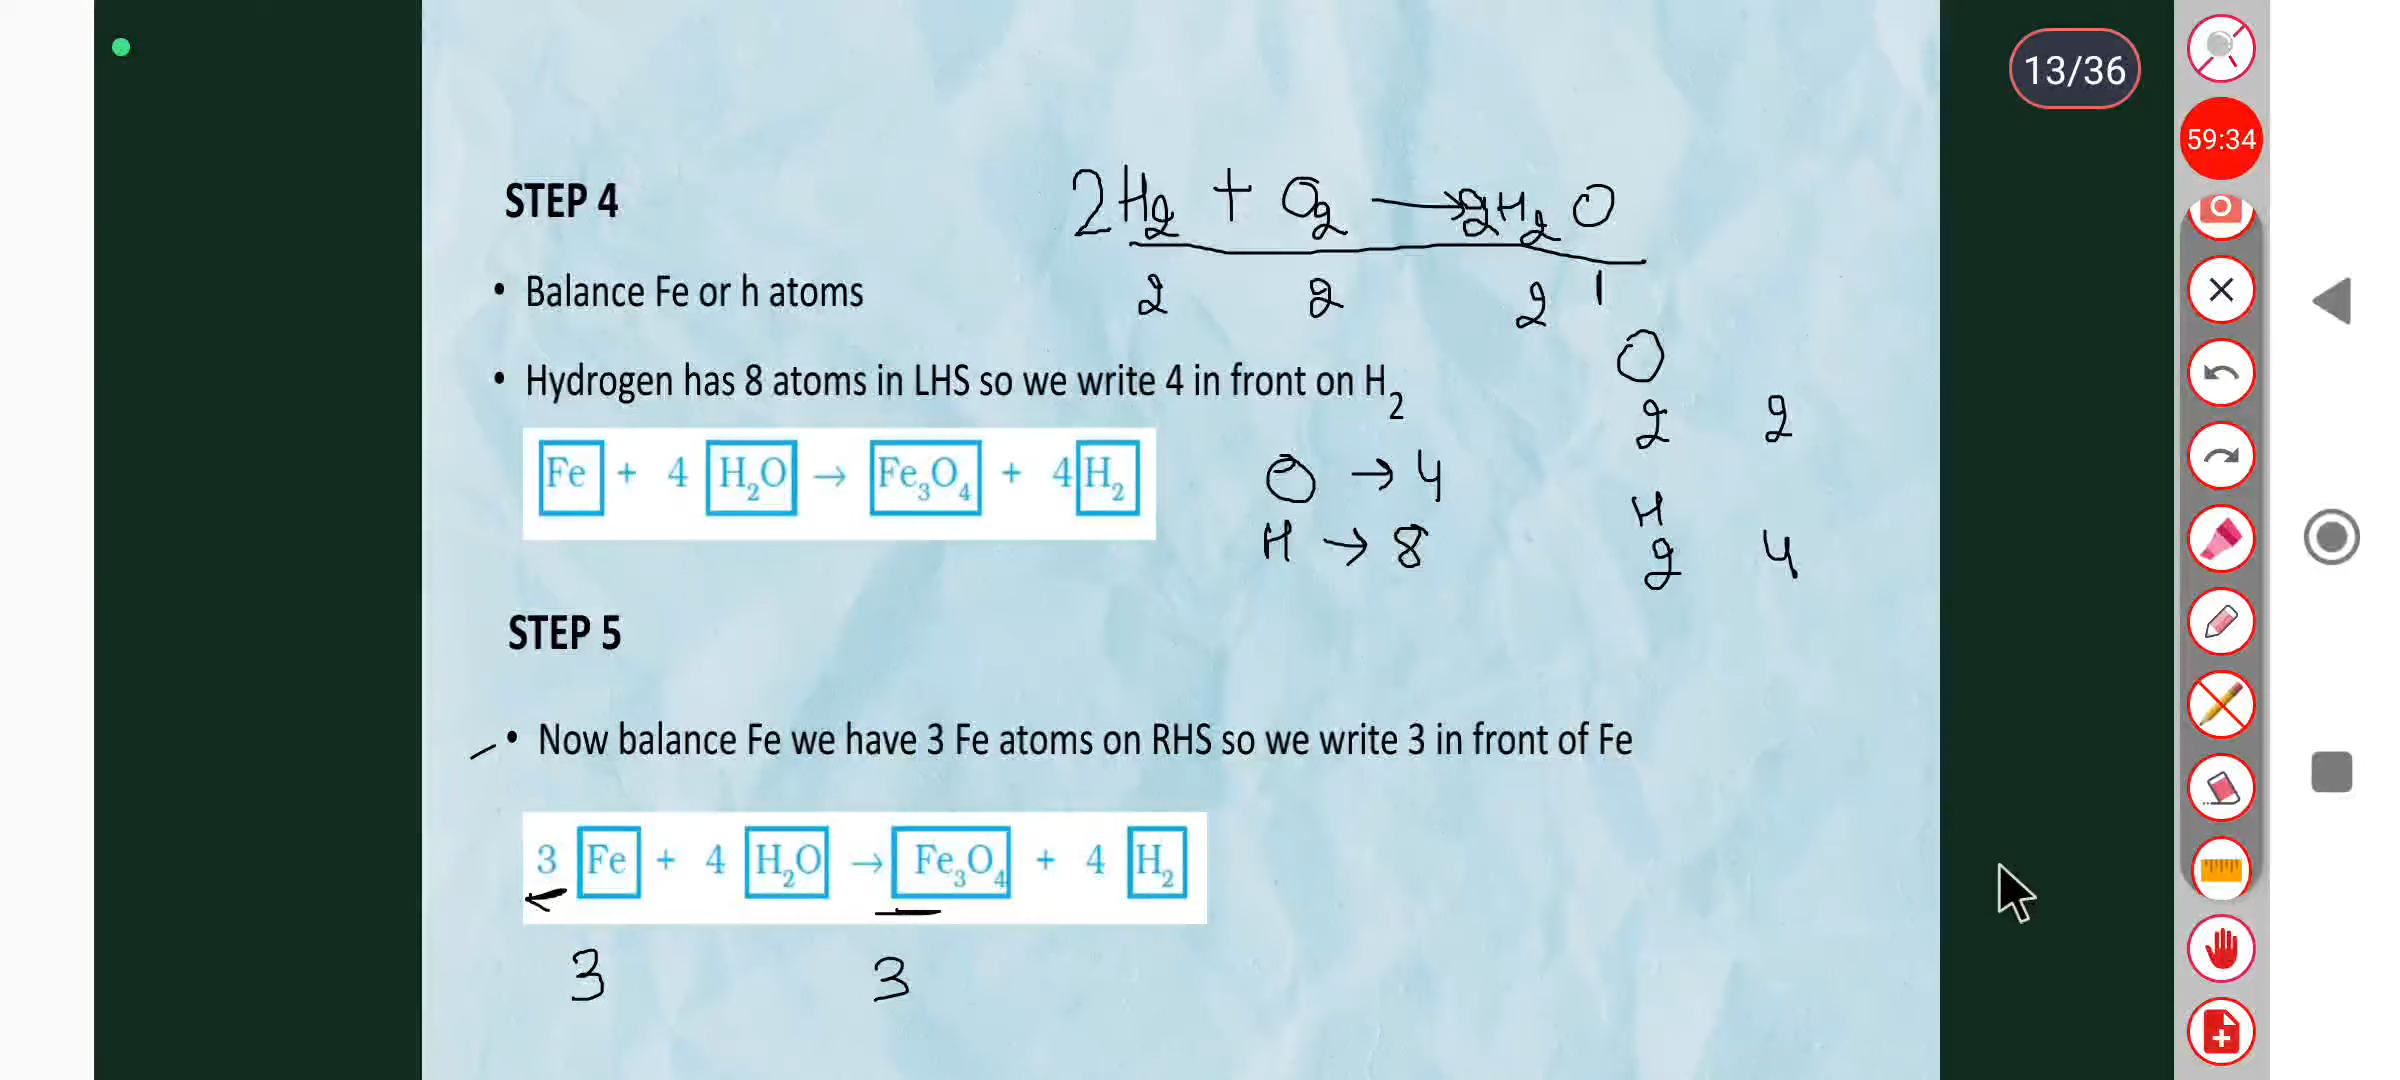 13/36
59:34
STEP 4
2H₂ + O₂ → 2H₂O
2 2 2 1
• Balance Fe or h atoms
O
• Hydrogen has 8 atoms in LHS so we write 4 in front on H₂
2 2
Fe + 4 H₂O → Fe₃O₄ + 4 H₂
O → 4
H
H → 8
2 4
STEP 5
• Now balance Fe we have 3 Fe atoms on RHS so we write 3 in front of Fe
3 Fe + 4 H₂O → Fe₃O₄ + 4 H₂
3 3